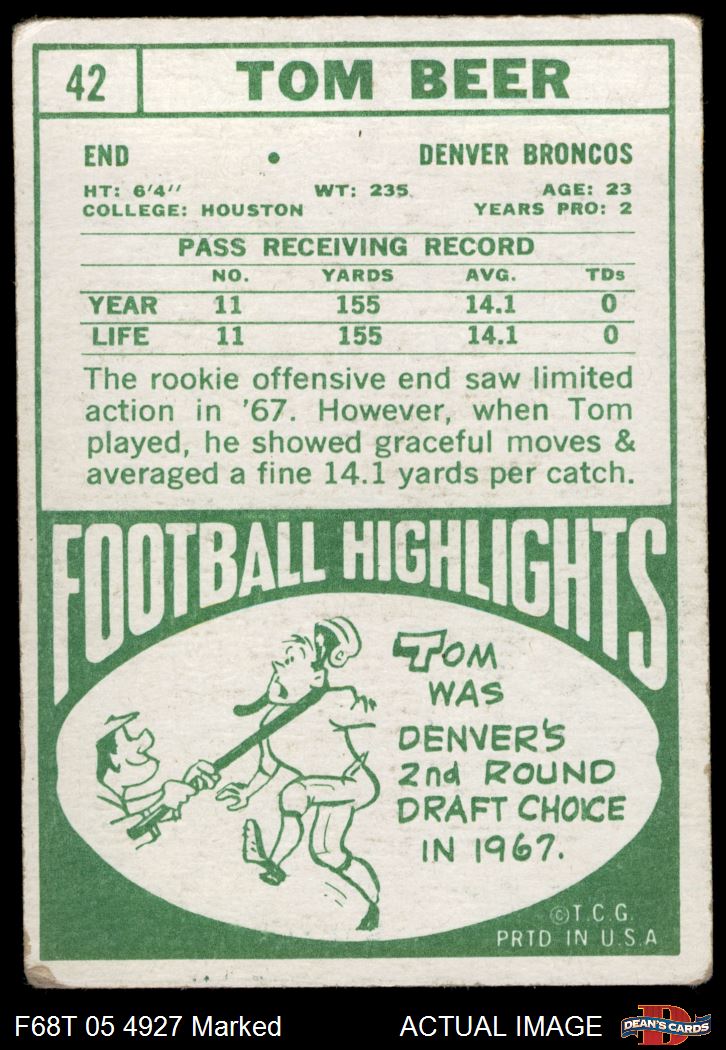 42 TOM BEER
END • DENVER BRONCOS
HT: 6'4'' WT: 235 AGE: 23
COLLEGE: HOUSTON YEARS PRO: 2
PASS RECEIVING RECORD
NO. YARDS AVG. TDs
YEAR 11 155 14.1 0
LIFE 11 155 14.1 0
The rookie offensive end saw limited
action in '67. However, when Tom
played, he showed graceful moves &
averaged a fine 14.1 yards per catch.
FOOTBALL HIGHLIGHTS
TOM
WAS
DENVER'S
2nd ROUND
DRAFT CHOICE
IN 1967.
©T.C.G.
PRTD IN U.S.A
F68T 05 4927 Marked ACTUAL IMAGE D DEAN'S CARDS